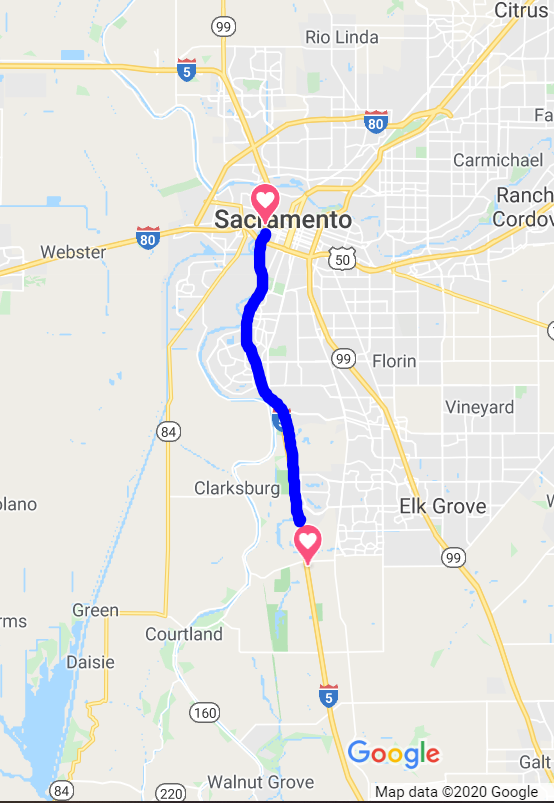 Citrus
99
Rio Linda
5
80
Fa
Carmichael
Ranch
Cordov
Sacramento
80
Webster
50
99
Florin
Vineyard
84
5
Clarksburg
olano
Elk Grove
W
99
Green
rms
Courtland
Daisie
5
160
Google
Galt
Walnut Grove
84
220
Map data ©2020 Google